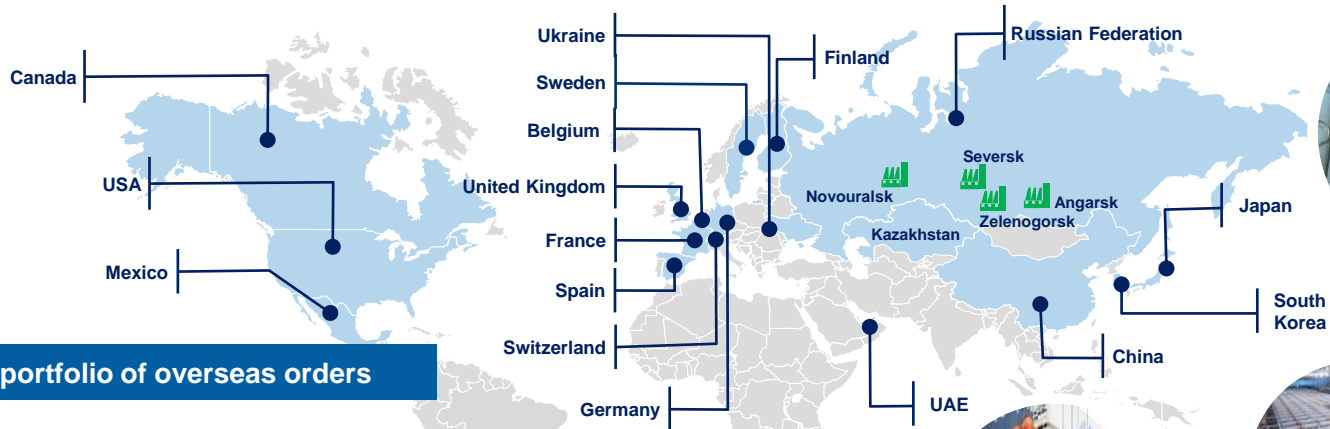 Ukraine
Russian Federation
Finland
Canada
Sweden
Belgium
Seversk
USA
United Kingdom
Novouralsk
Angarsk
Japan
Zelenogorsk
Kazakhstan
France
Mexico
Spain
South
Korea
Switzerland
China
portfolio of overseas orders
Germany
UAE